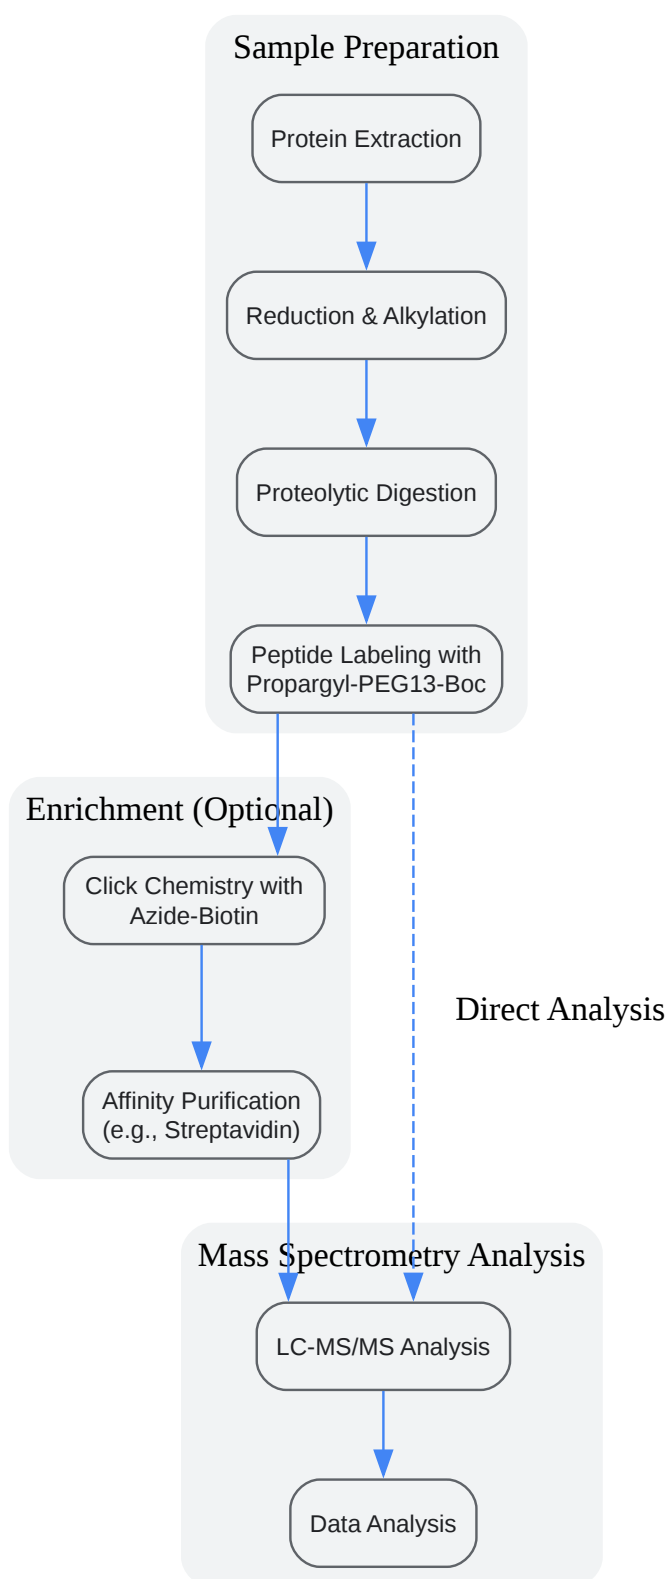 Sample Preparation
Protein Extraction
Reduction & Alkylation
Proteolytic Digestion
Peptide Labeling with
Propargyl-PEG13-Boc
Enrichment (Optional)
Click Chemistry with
Azide-Biotin
Direct Analysis
Affinity Purification
(e.g., Streptavidin)
Mass Spectrometry Analysis
LC-MS/MS Analysis
Data Analysis